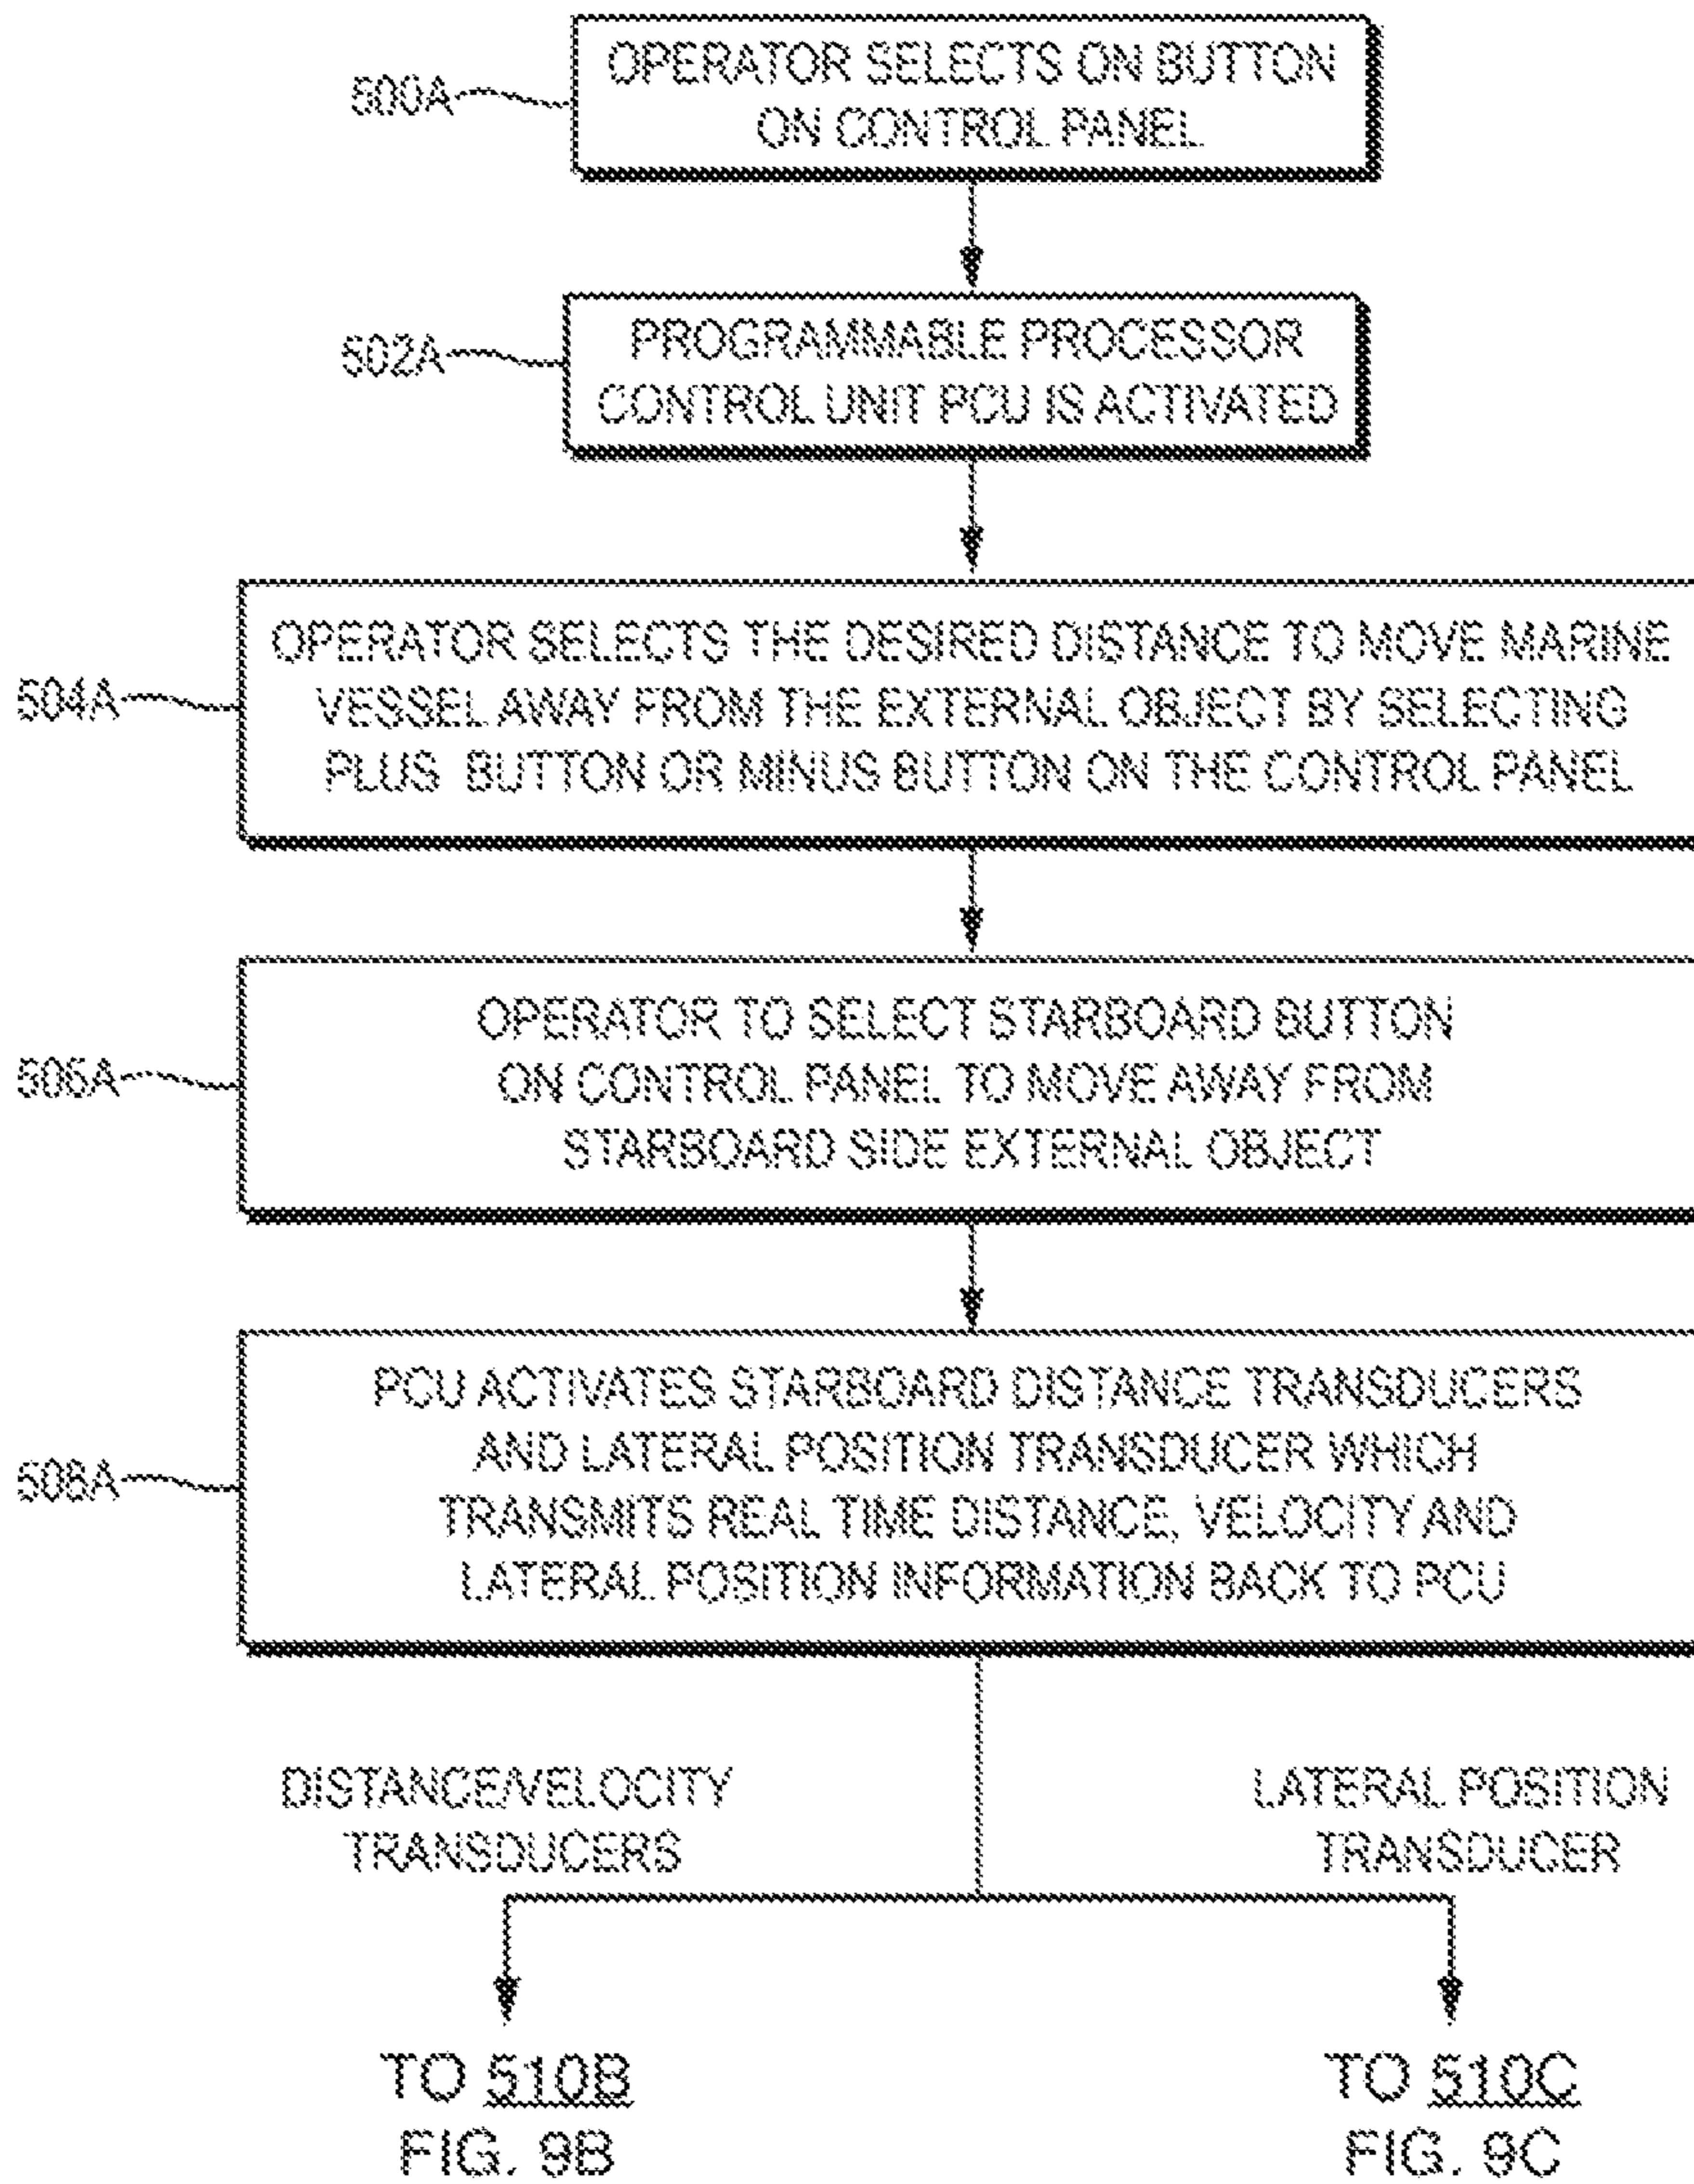 500A
OPERATOR SELECTS ON BUTTON
ON CONTROL PANEL
502A
PROGRAMMABLE PROCESSOR
CONTROL UNIT PCU IS ACTIVATED
504A
OPERATOR SELECTS THE DESIRED DISTANCE TO MOVE MARINE
VESSEL AWAY FROM THE EXTERNAL OBJECT BY SELECTING
PLUS BUTTON OR MINUS BUTTON ON THE CONTROL PANEL
506A
OPERATOR TO SELECT STARBOARD BUTTON
ON CONTROL PANEL TO MOVE AWAY FROM
STARBOARD SIDE EXTERNAL OBJECT
508A
PCU ACTIVATES STARBOARD DISTANCE TRANSDUCERS
AND LATERAL POSITION TRANSDUCER WHICH
TRANSMITS REAL TIME DISTANCE, VELOCITY AND
LATERAL POSITION INFORMATION BACK TO PCU
DISTANCE/VELOCITY
TRANSDUCERS
LATERAL POSITION
TRANSDUCER
TO 510B
FIG. 9B
TO 510C
FIG. 9C